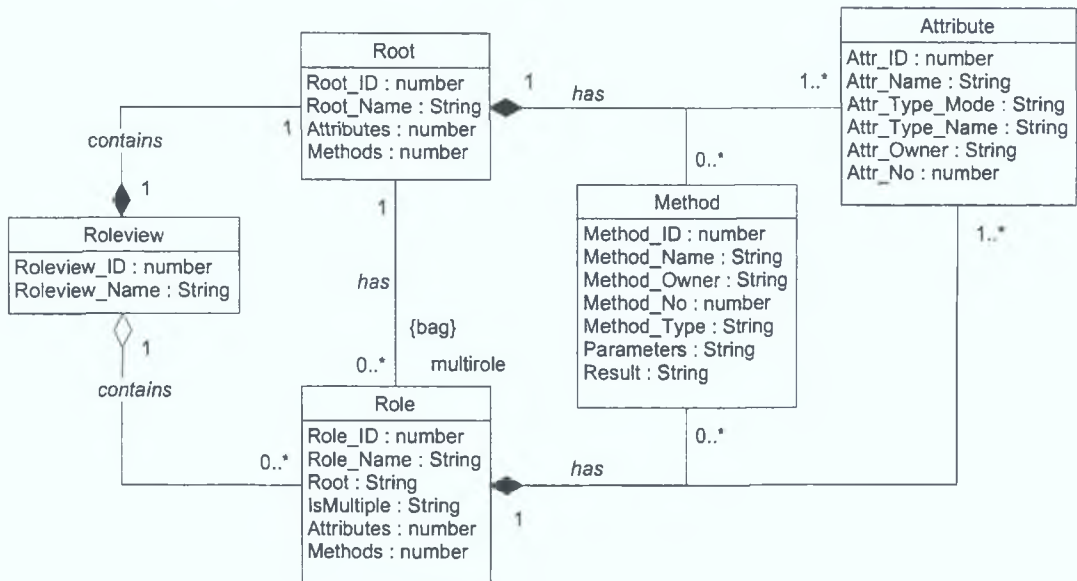 Root
Root_ID : number
Root_Name : String
Attributes : number
Methods : number
1
has
1..*
Attribute
Attr_ID : number
Attr_Name : String
Attr_Type_Mode : String
Attr_Type_Name : String
Attr_Owner : String
Attr_No : number
1
contains
1
0..*
Roleview
Roleview_ID : number
Roleview_Name : String
1
has
Method
Method_ID : number
Method_Name : String
Method_Owner : String
Method_No : number
Method_Type : String
Parameters : String
Result : String
1..*
1
contains
0..*
{bag}
0..*
multirole
Role
Role_ID : number
Role_Name : String
Root : String
IsMultiple : String
Attributes : number
Methods : number
0..*
has
1